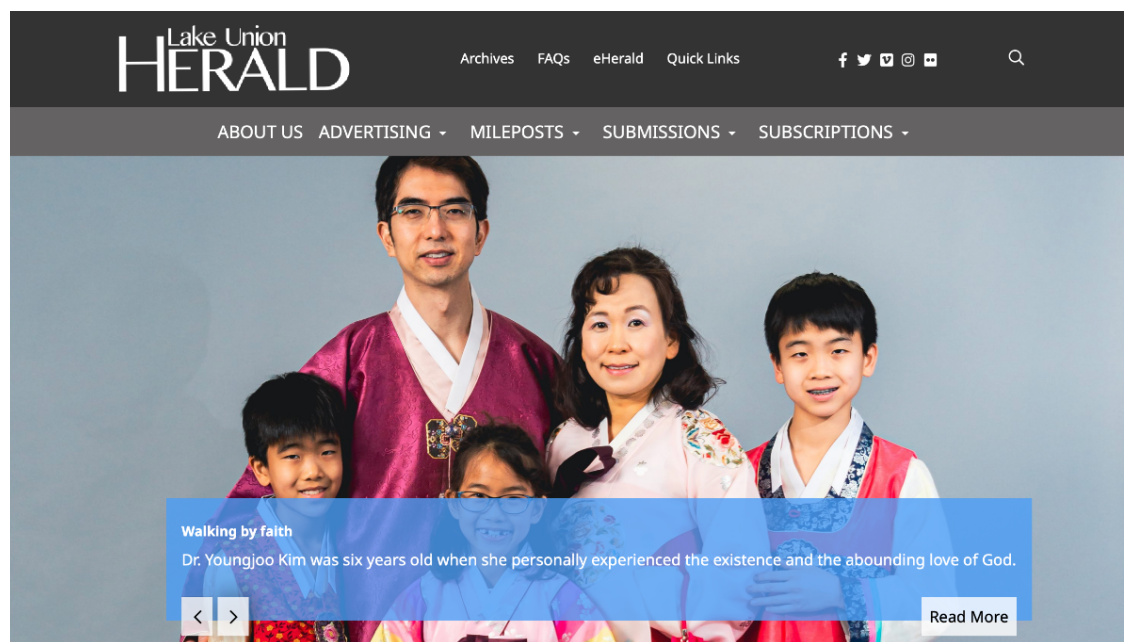 Lake Union
HERALD
Archives FAQs eHerald Quick Links
ABOUT US ADVERTISING MILEPOSTS SUBMISSIONS SUBSCRIPTIONS
Walking by faith
Dr. Youngjoo Kim was six years old when she personally experienced the existence and the abounding love of God.
Read More